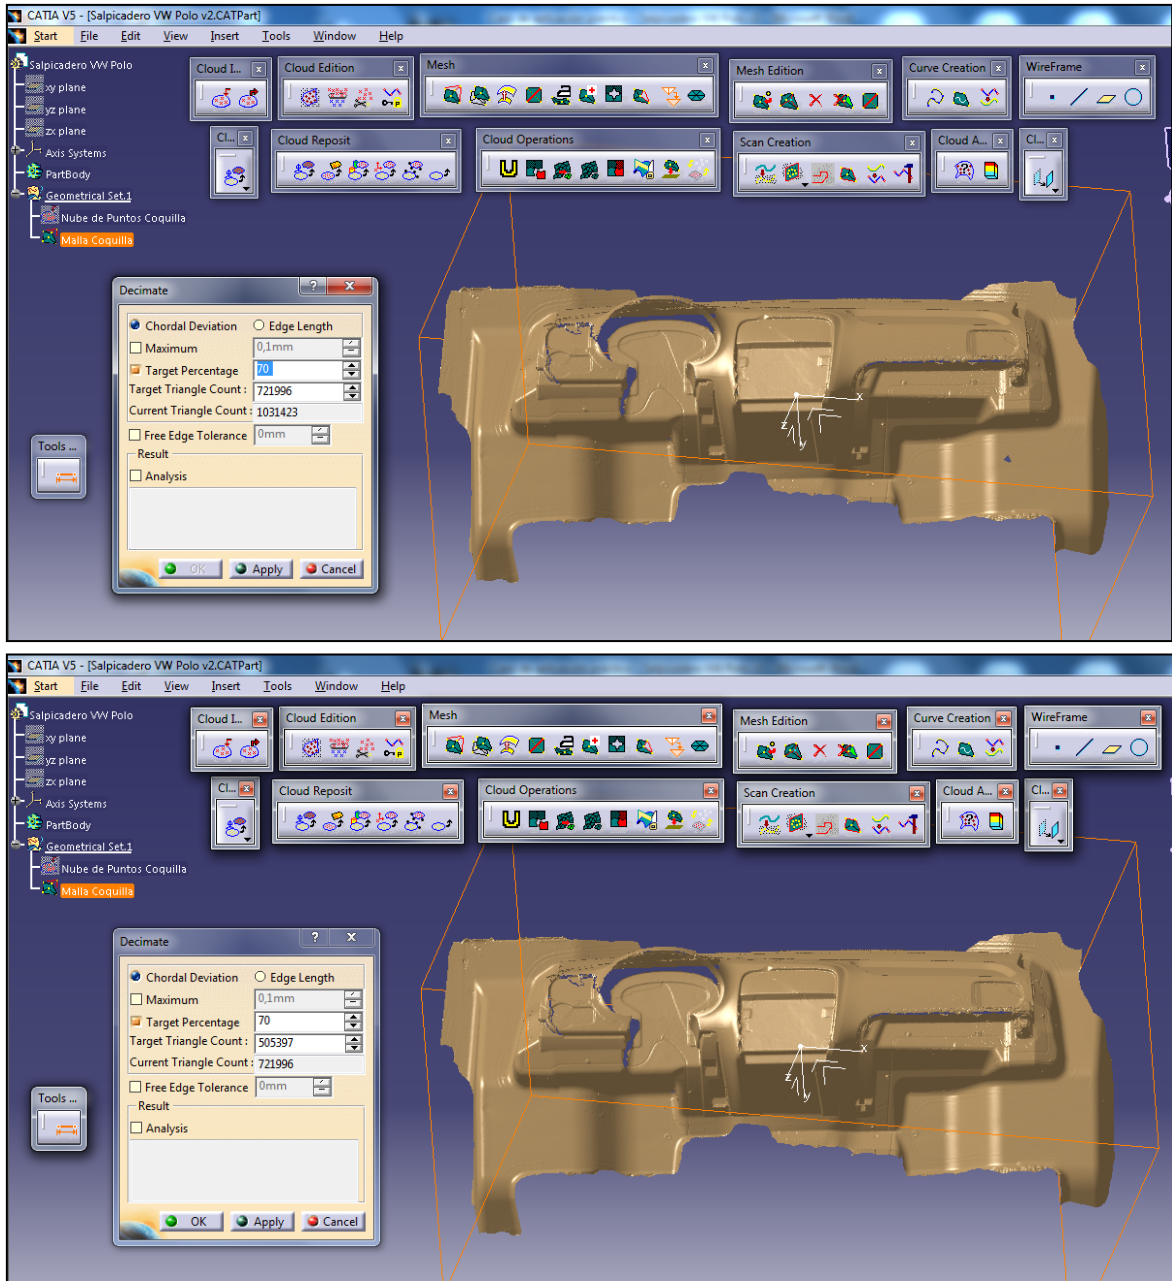 CATIA V5 - [Salpicadero VW Polo v2.CATPart]
Start File Edit View Insert Tools Window Help
Salpicadero VW Polo
xy plane
yz plane
zx plane
Axis Systems
PartBody
Geometrical Set.1
Nube de Puntos Coquilla
Malla Coquilla
Cloud I...
Cloud Edition
Mesh
Mesh Edition
Curve Creation
WireFrame
Cl...
Cloud Reposit
Cloud Operations
Scan Creation
Cloud A...
Cl...
Decimate
Chordal Deviation Edge Length
Maximum 0,1mm
Target Percentage 70
Target Triangle Count : 721996
Current Triangle Count : 1031423
Free Edge Tolerance 0mm
Result
Analysis
OK Apply Cancel
Tools ...
x
z
y
CATIA V5 - [Salpicadero VW Polo v2.CATPart]
Start File Edit View Insert Tools Window Help
Salpicadero VW Polo
xy plane
yz plane
zx plane
Axis Systems
PartBody
Geometrical Set.1
Nube de Puntos Coquilla
Malla Coquilla
Cloud I...
Cloud Edition
Mesh
Mesh Edition
Curve Creation
WireFrame
Cl...
Cloud Reposit
Cloud Operations
Scan Creation
Cloud A...
Cl...
Decimate
Chordal Deviation Edge Length
Maximum 0,1mm
Target Percentage 70
Target Triangle Count : 505397
Current Triangle Count : 721996
Free Edge Tolerance 0mm
Result
Analysis
OK Apply Cancel
Tools ...
x
z
y